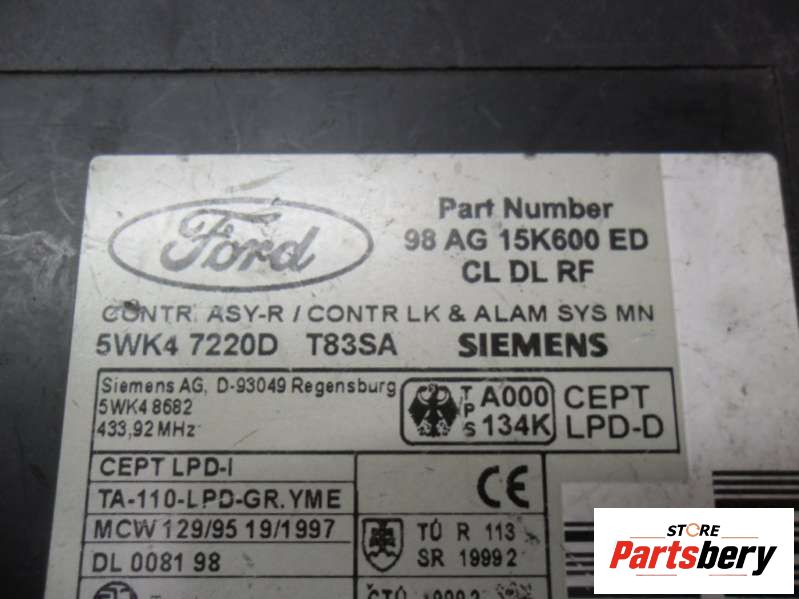 Ford
Part Number
98 AG 15K600 ED
CL DL RF
CONTR. ASY-R / CONTR LK & ALAM SYS MN
5WK4 7220D T83SA SIEMENS
Siemens AG, D-93049 Regensburg
5WK4 8682
433,92 MHz
T P S A000 134K
CEPT LPD-D
CEPT LPD-I
TA-110-LPD-GR.YME
MCW 129/95 19/1997
DL 0081 98
CE
TÚ R 113
SR 1999 2
ČTÚ
STORE
Partsbery